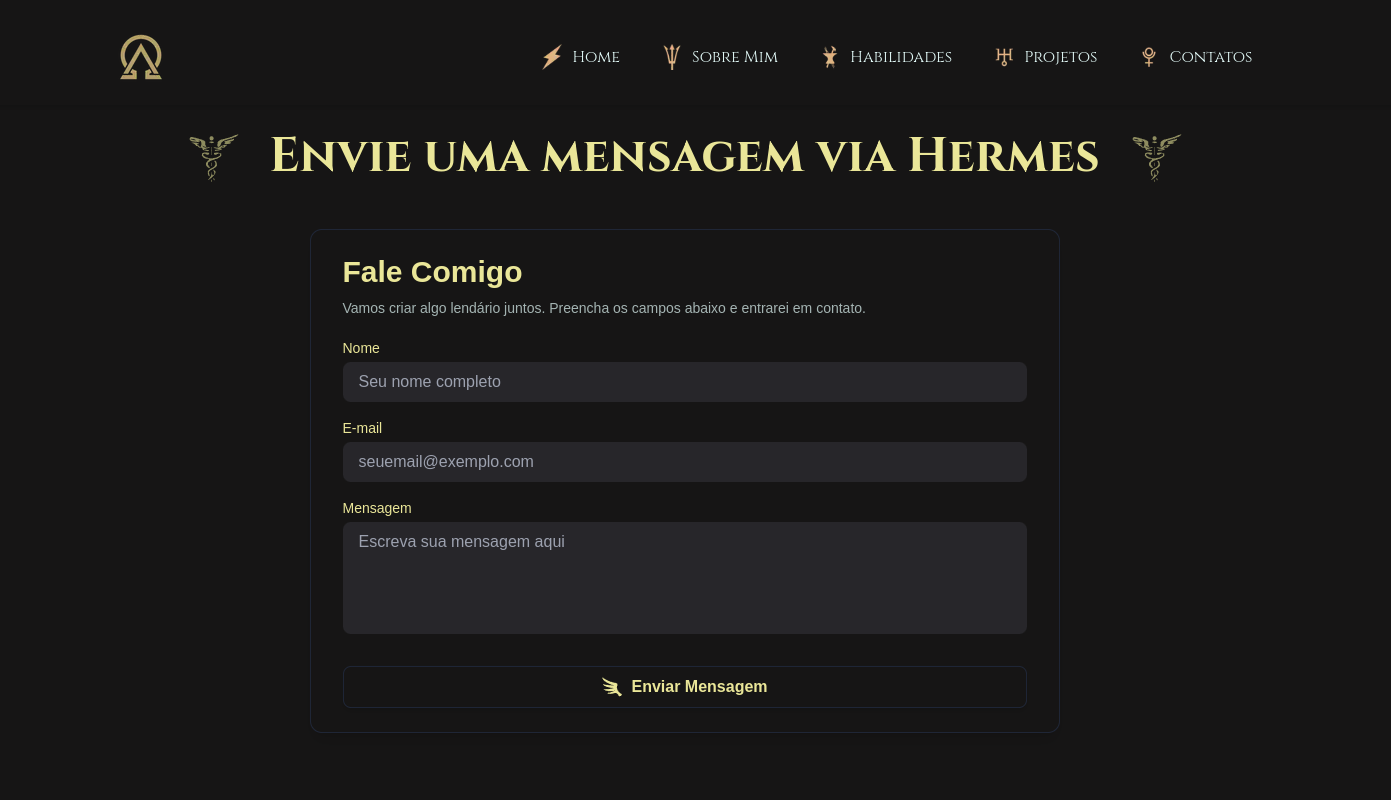 Home
Sobre Mim
Habilidades
Projetos
Contatos
Envie uma mensagem via Hermes
Fale Comigo
Vamos criar algo lendário juntos. Preencha os campos abaixo e entrarei em contato.
Nome
Seu nome completo
E-mail
seuemail@exemplo.com
Mensagem
Escreva sua mensagem aqui
Enviar Mensagem